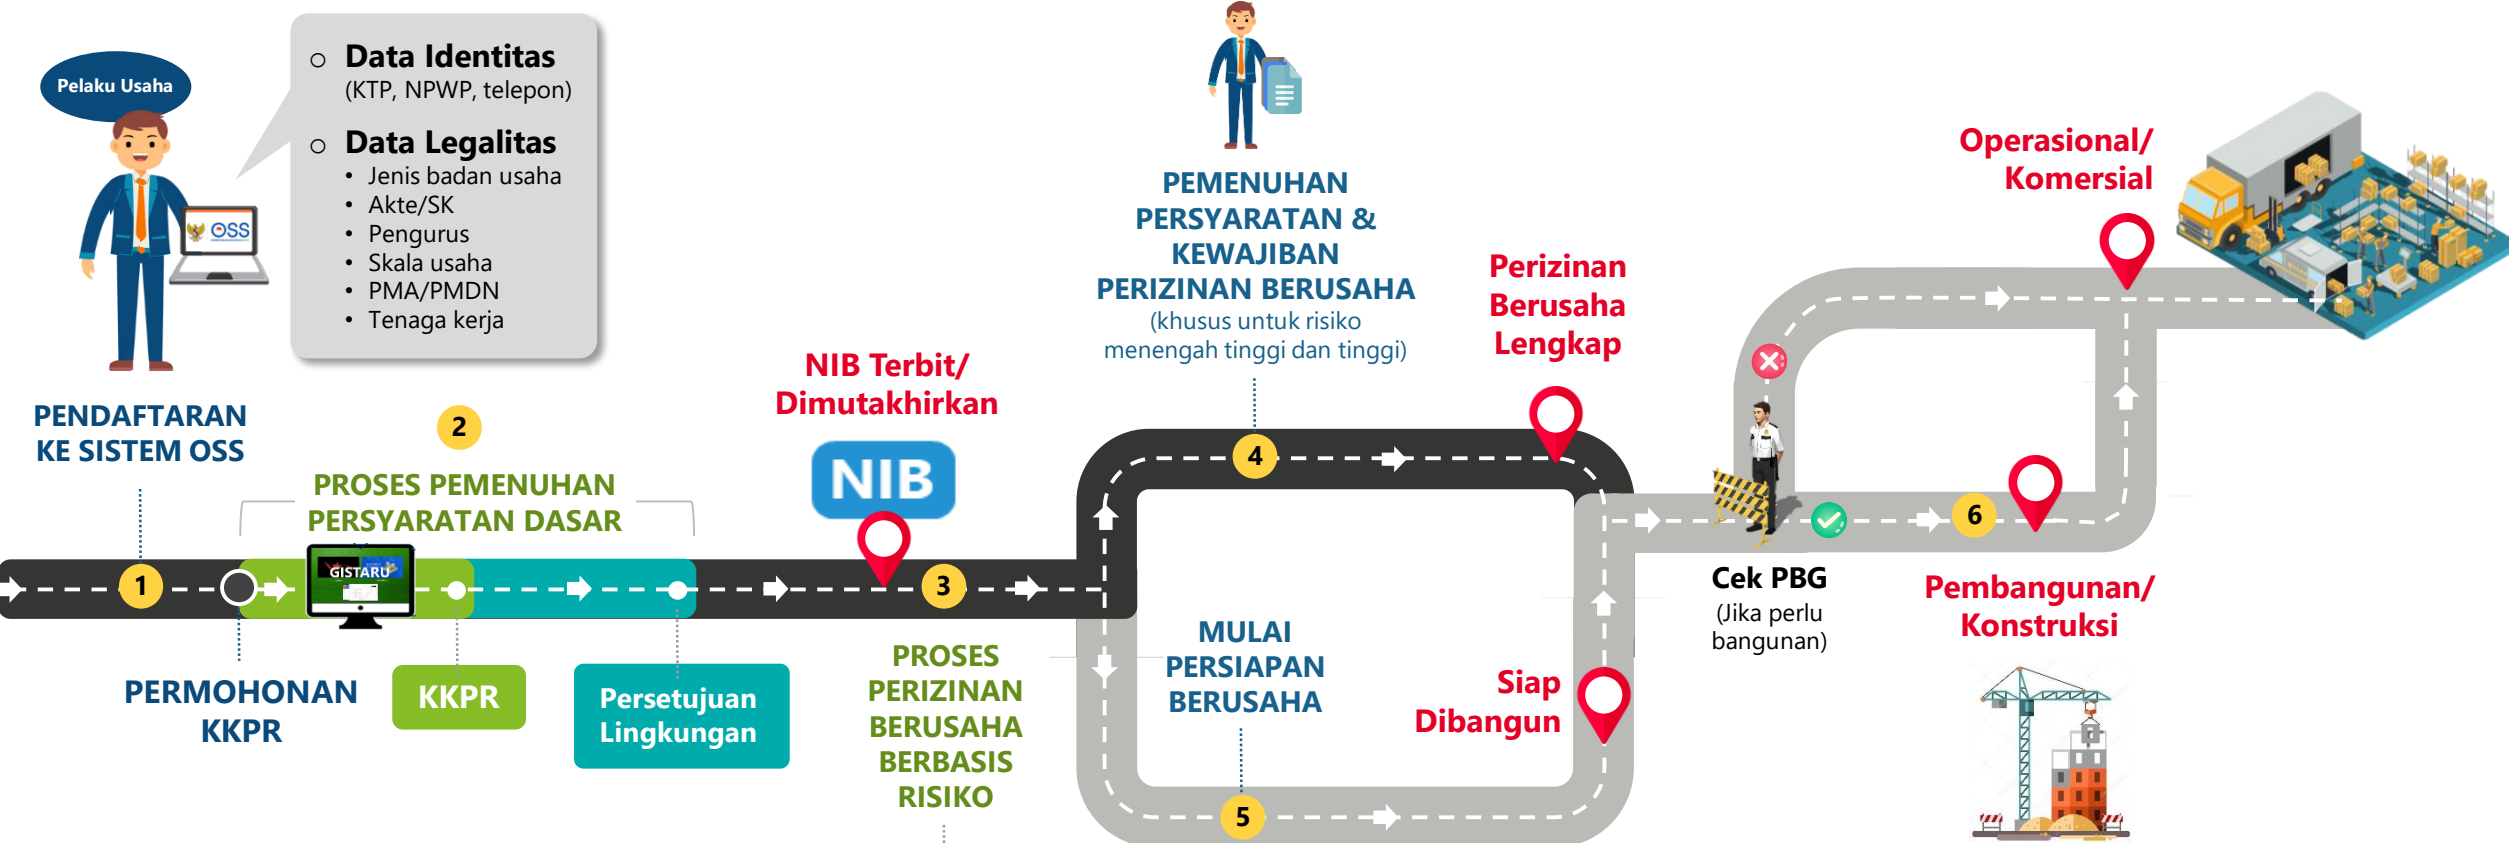 Pelaku Usaha
Data Identitas
(KTP, NPWP, telepon)
Data Legalitas
• Jenis badan usaha
• Akte/SK
• Pengurus
• Skala usaha
• PMA/PMDN
• Tenaga kerja
OSS
PENDAFTARAN
KE SISTEM OSS
1
PERMOHONAN
KKPR
2
PROSES PEMENUHAN
PERSYARATAN DASAR
GISTARU
KKPR
Persetujuan
Lingkungan
NIB Terbit/
Dimutakhirkan
NIB
3
PROSES
PERIZINAN
BERUSAHA
BERBASIS
RISIKO
PEMENUHAN
PERSYARATAN &
KEWAJIBAN
PERIZINAN BERUSAHA
(khusus untuk risiko
menengah tinggi dan tinggi)
4
Perizinan
Berusaha
Lengkap
MULAI
PERSIAPAN
BERUSAHA
5
Siap
Dibangun
Cek PBG
(Jika perlu
bangunan)
6
Pembangunan/
Konstruksi
Operasional/
Komersial